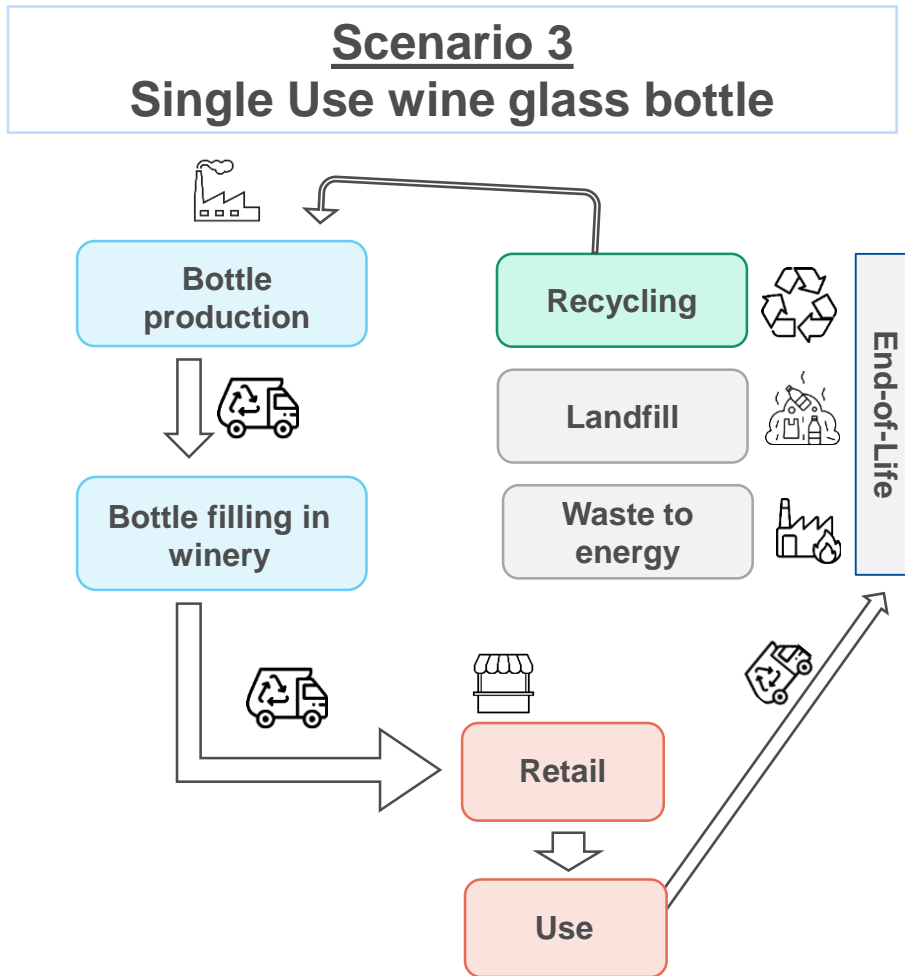 Scenario 3
Single Use wine glass bottle
Bottle
production
Recycling
Landfill
Waste to
energy
End-of-Life
Bottle filling in
winery
Retail
Use